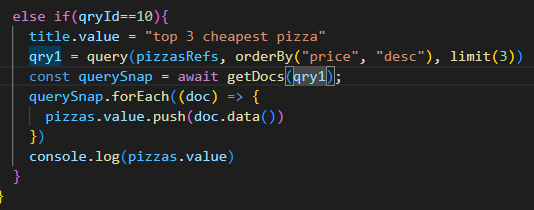 else if(qryId==10){
title.value = "top 3 cheapest pizza"
qry1 = query(pizzasRefs, orderBy("price", "desc"), limit(3))
const querySnap = await getDocs(qry1);
querySnap.forEach((doc) => {
pizzas.value.push(doc.data())
})
console.log(pizzas.value)
}
}